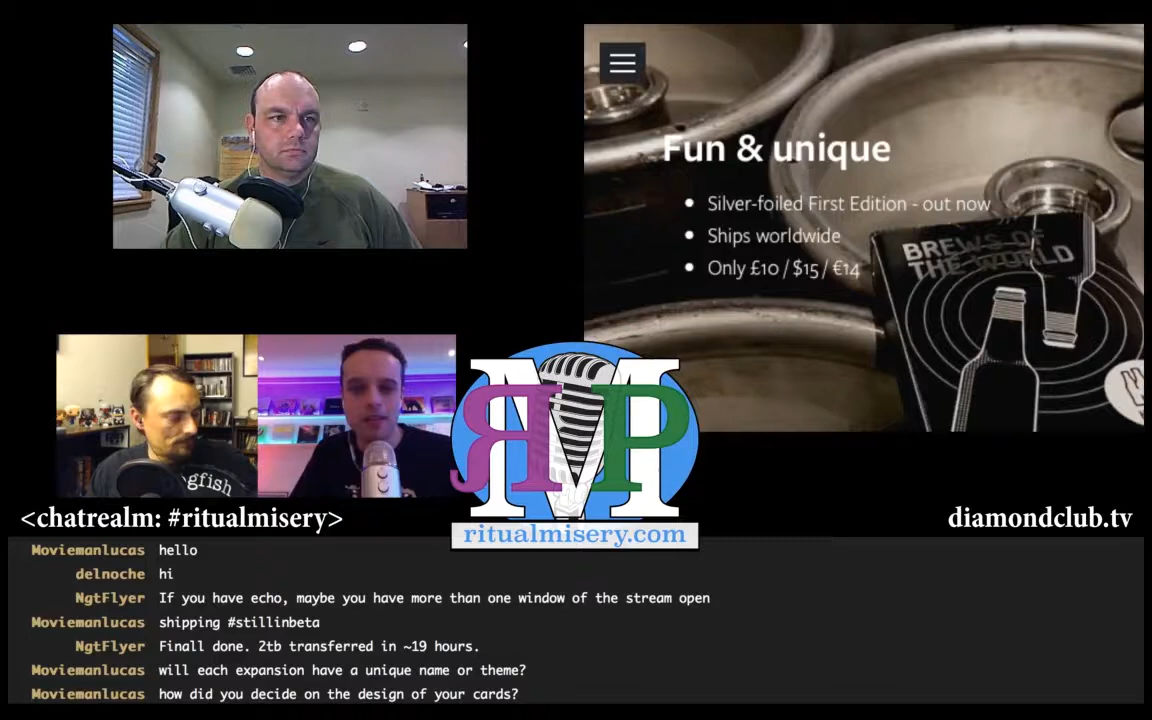 Fun & unique
Silver-foiled First Edition - out now
Ships worldwide
Only £10 / $15 / €14
BREWS OF
THE WORLD
gfish
RMP
ritualmisery.com
<chatrealm: #ritualmisery>
diamondclub.tv
Moviemanlucas hello
delnoche hi
NgtFlyer If you have echo, maybe you have more than one window of the stream open
Moviemanlucas shipping #stillinbeta
NgtFlyer Finall done. 2tb transferred in ~19 hours.
Moviemanlucas will each expansion have a unique name or theme?
Moviemanlucas how did you decide on the design of your cards?